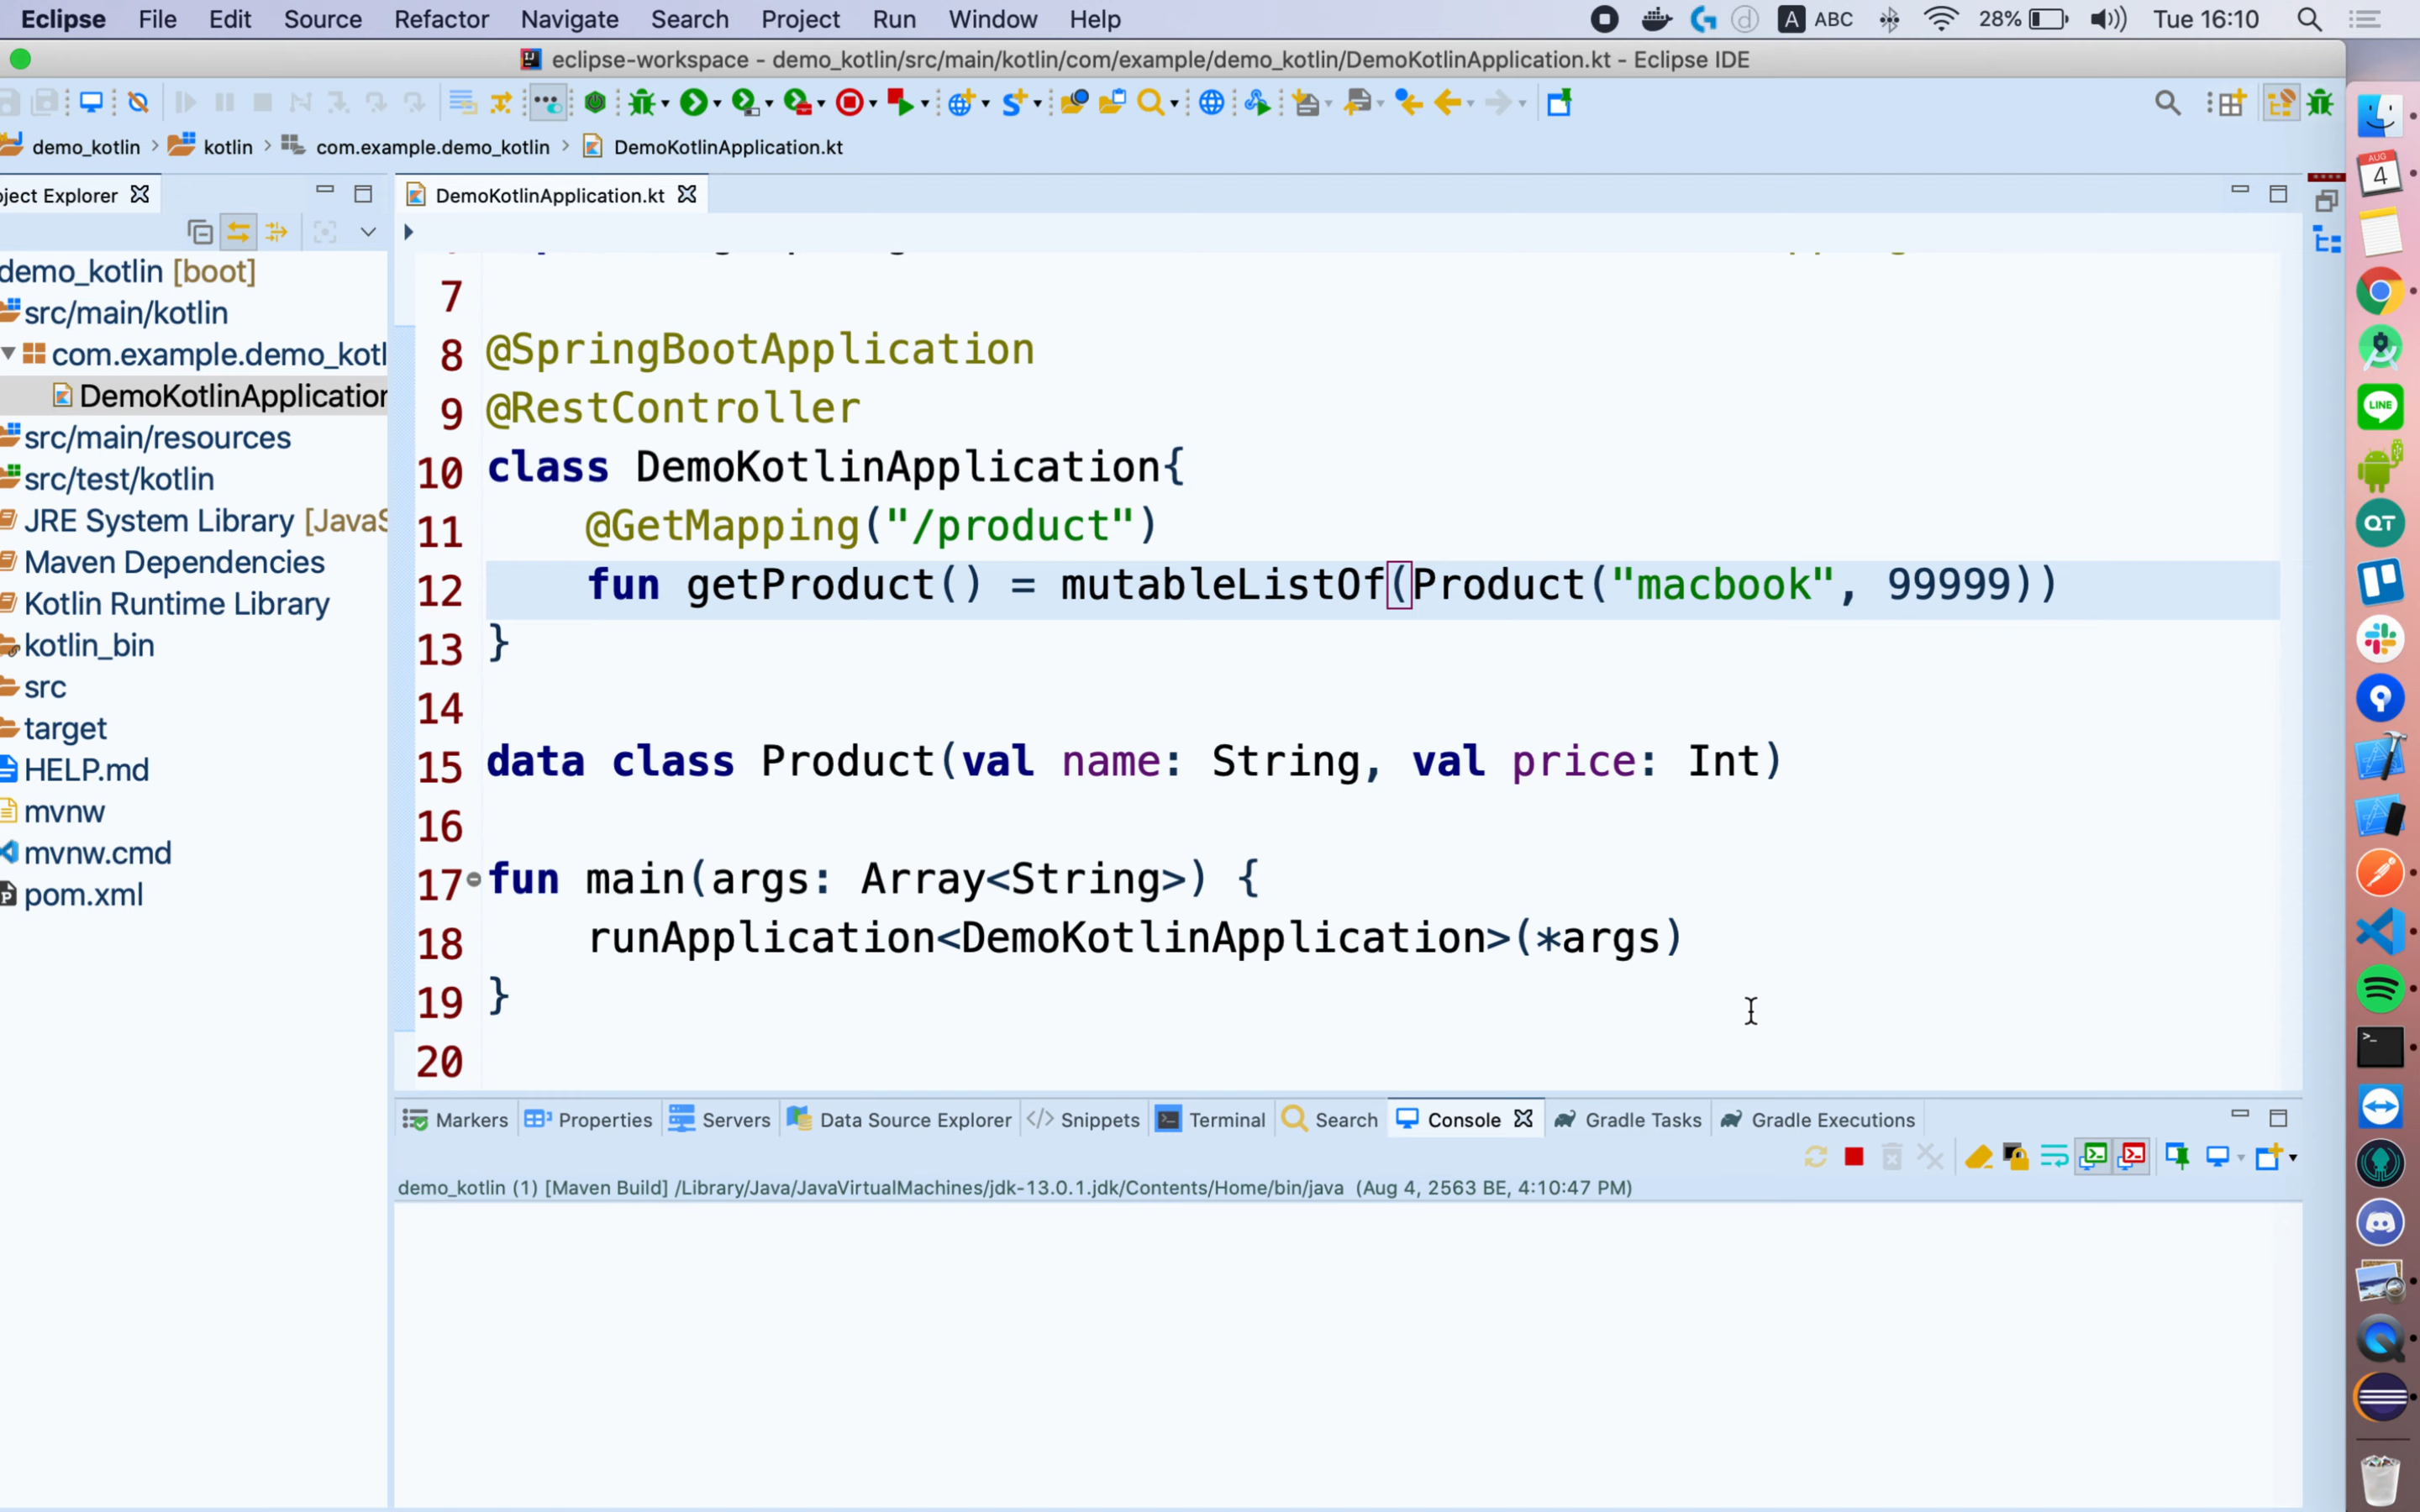 Eclipse File Edit Source Refactor Navigate Search Project Run Window Help A ABC 28% Tue 16:10
eclipse-workspace - demo_kotlin/src/main/kotlin/com/example/demo_kotlin/DemoKotlinApplication.kt - Eclipse IDE
demo_kotlin > kotlin > com.example.demo_kotlin > DemoKotlinApplication.kt
ject Explorer
DemoKotlinApplication.kt
AUG
4
demo_kotlin [boot]
src/main/kotlin
com.example.demo_kotl
DemoKotlinApplication
src/main/resources
src/test/kotlin
JRE System Library [JavaS
Maven Dependencies
Kotlin Runtime Library
kotlin_bin
src
target
HELP.md
mvnw
mvnw.cmd
pom.xml
7
8 @SpringBootApplication
9 @RestController
10 class DemoKotlinApplication{
11 @GetMapping("/product")
12 fun getProduct() = mutableListOf(Product("macbook", 99999))
13 }
14
15 data class Product(val name: String, val price: Int)
16
17 fun main(args: Array<String>) {
18 runApplication<DemoKotlinApplication>(*args)
19 }
20
LINE
QT
Markers Properties Servers Data Source Explorer Snippets Terminal Search Console Gradle Tasks Gradle Executions
demo_kotlin (1) [Maven Build] /Library/Java/JavaVirtualMachines/jdk-13.0.1.jdk/Contents/Home/bin/java (Aug 4, 2563 BE, 4:10:47 PM)